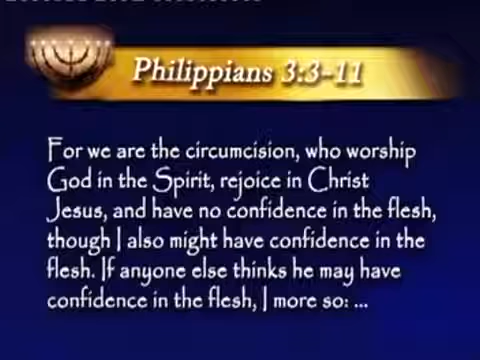 Philippians 3:3-11
For we are the circumcision, who worship
God in the Spirit, rejoice in Christ
Jesus, and have no confidence in the flesh,
though I also might have confidence in the
flesh. If anyone else thinks he may have
confidence in the flesh, I more so: ...